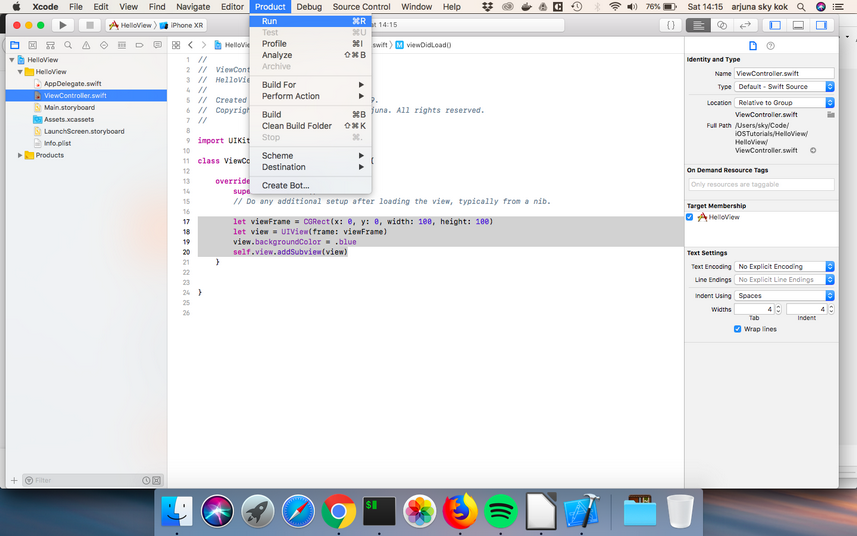 Xcode File Edit View Find Navigate Editor Product Debug Source Control Window Help 76% Sat 14:15 arjuna sky kok
HelloView iPhone XR at 14:15
Run ⌘R
Test ⌘U
Profile ⌘I
Analyze ⇧⌘B
Archive
Build For
Perform Action
Build ⌘B
Clean Build Folder ⇧⌘K
Stop ⌘.
Scheme
Destination
Create Bot...
HelloView
HelloView
AppDelegate.swift
ViewController.swift
Main.storyboard
Assets.xcassets
LaunchScreen.storyboard
Info.plist
Products
Filter
swift M viewDidLoad()
1 //
2 // ViewCont
3 // HelloVie
4 //
5 // Created 9.
6 // Copyrigh juna. All rights reserved.
7 //
8
9 import UIKit
10
11 class ViewCo {
12
13 override
14 supe
15 // Do any additional setup after loading the view, typically from a nib.
16
17 let viewFrame = CGRect(x: 0, y: 0, width: 100, height: 100)
18 let view = UIView(frame: viewFrame)
19 view.backgroundColor = .blue
20 self.view.addSubview(view)
21 }
22
23
24 }
25
26
Identity and Type
Name ViewController.swift
Type Default - Swift Source
Location Relative to Group
ViewController.swift
Full Path /Users/sky/Code/
iOSTutorials/HelloView/
HelloView/
ViewController.swift
On Demand Resource Tags
Only resources are taggable
Target Membership
HelloView
Text Settings
Text Encoding No Explicit Encoding
Line Endings No Explicit Line Endings
Indent Using Spaces
Widths 4 4
Tab Indent
Wrap lines